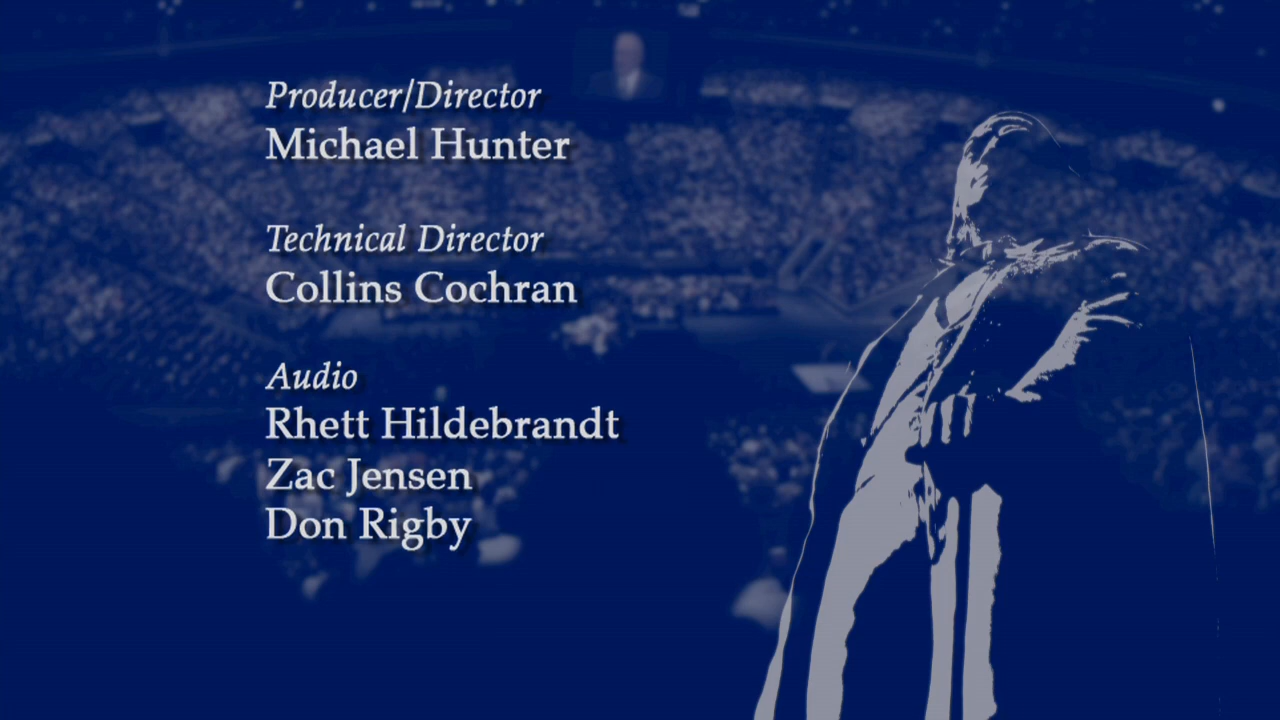 Producer/Director
Michael Hunter
Technical Director
Collins Cochran
Audio
Rhett Hildebrandt
Zac Jensen
Don Rigby